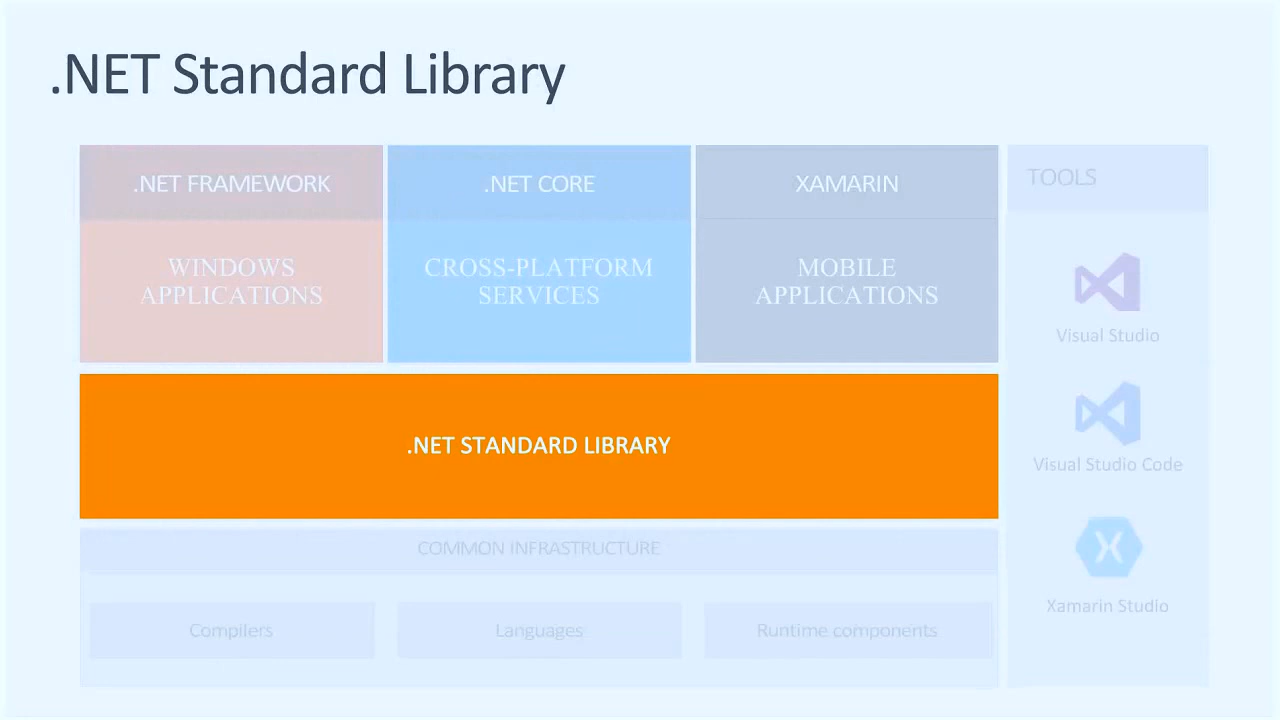 .NET Standard Library
.NET FRAMEWORK
WINDOWS
APPLICATIONS
.NET CORE
CROSS-PLATFORM
SERVICES
XAMARIN
MOBILE
APPLICATIONS
TOOLS
Visual Studio
Visual Studio Code
Xamarin Studio
.NET STANDARD LIBRARY
COMMON INFRASTRUCTURE
Compilers
Languages
Runtime components